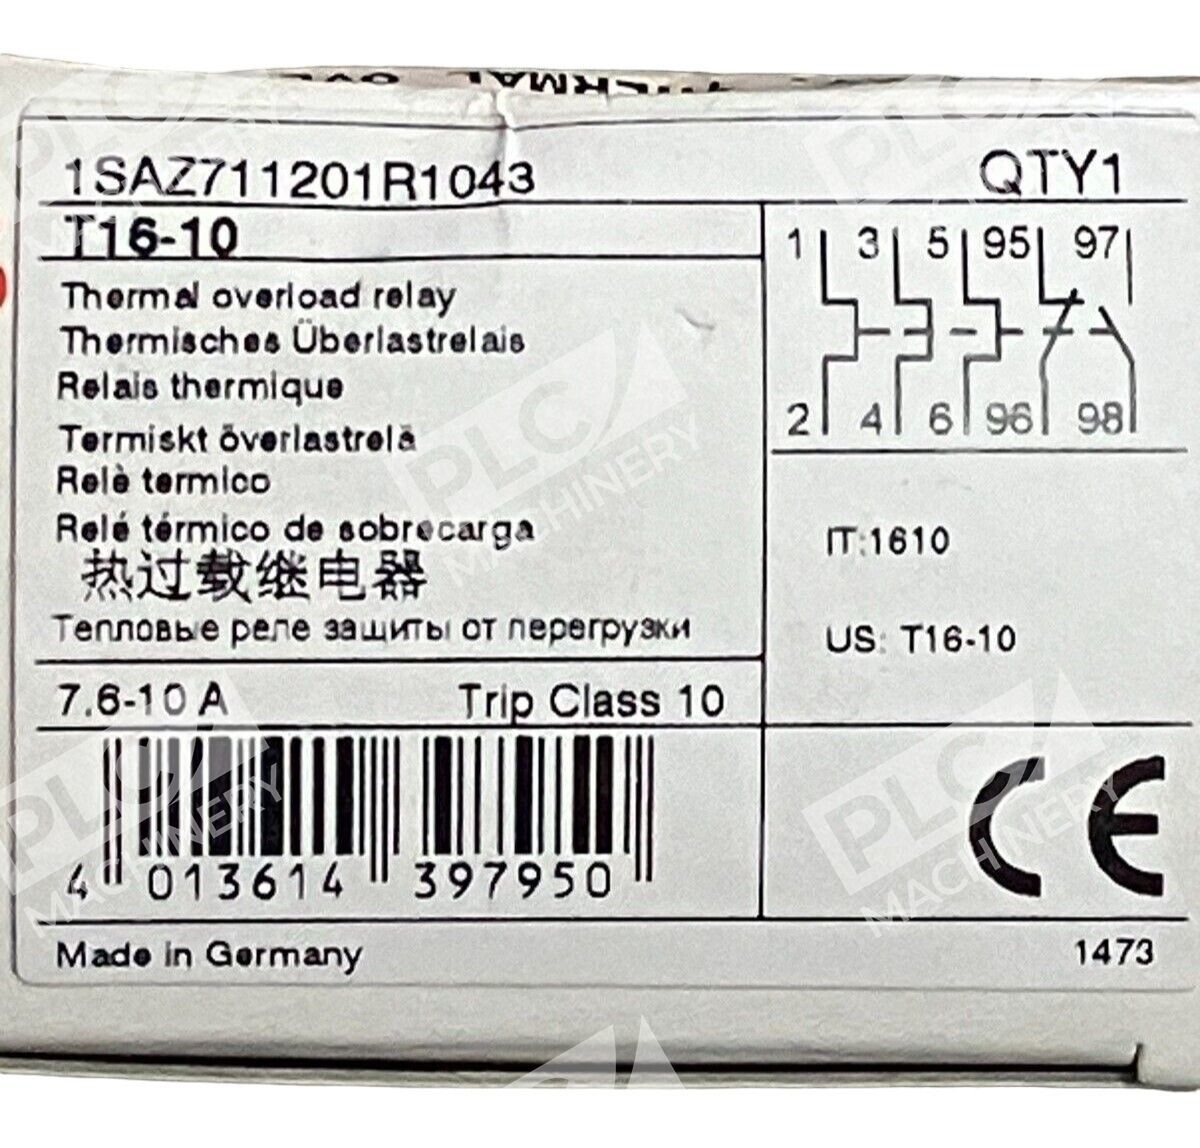 THERMAL OVE
1SAZ711201R1043 QTY1
T16-10
1 3 5 95 97
2 4 6 96 98
Thermal overload relay
Thermisches Überlastrelais
Relais thermique
Termiskt överlastrelä
Relè termico
Relé térmico de sobrecarga
热过载继电器
Тепловые реле защиты от перегрузки
IT:1610
US: T16-10
7.6-10 A Trip Class 10
4 013614 397950
CE
Made in Germany 1473
PLC MACHINERY